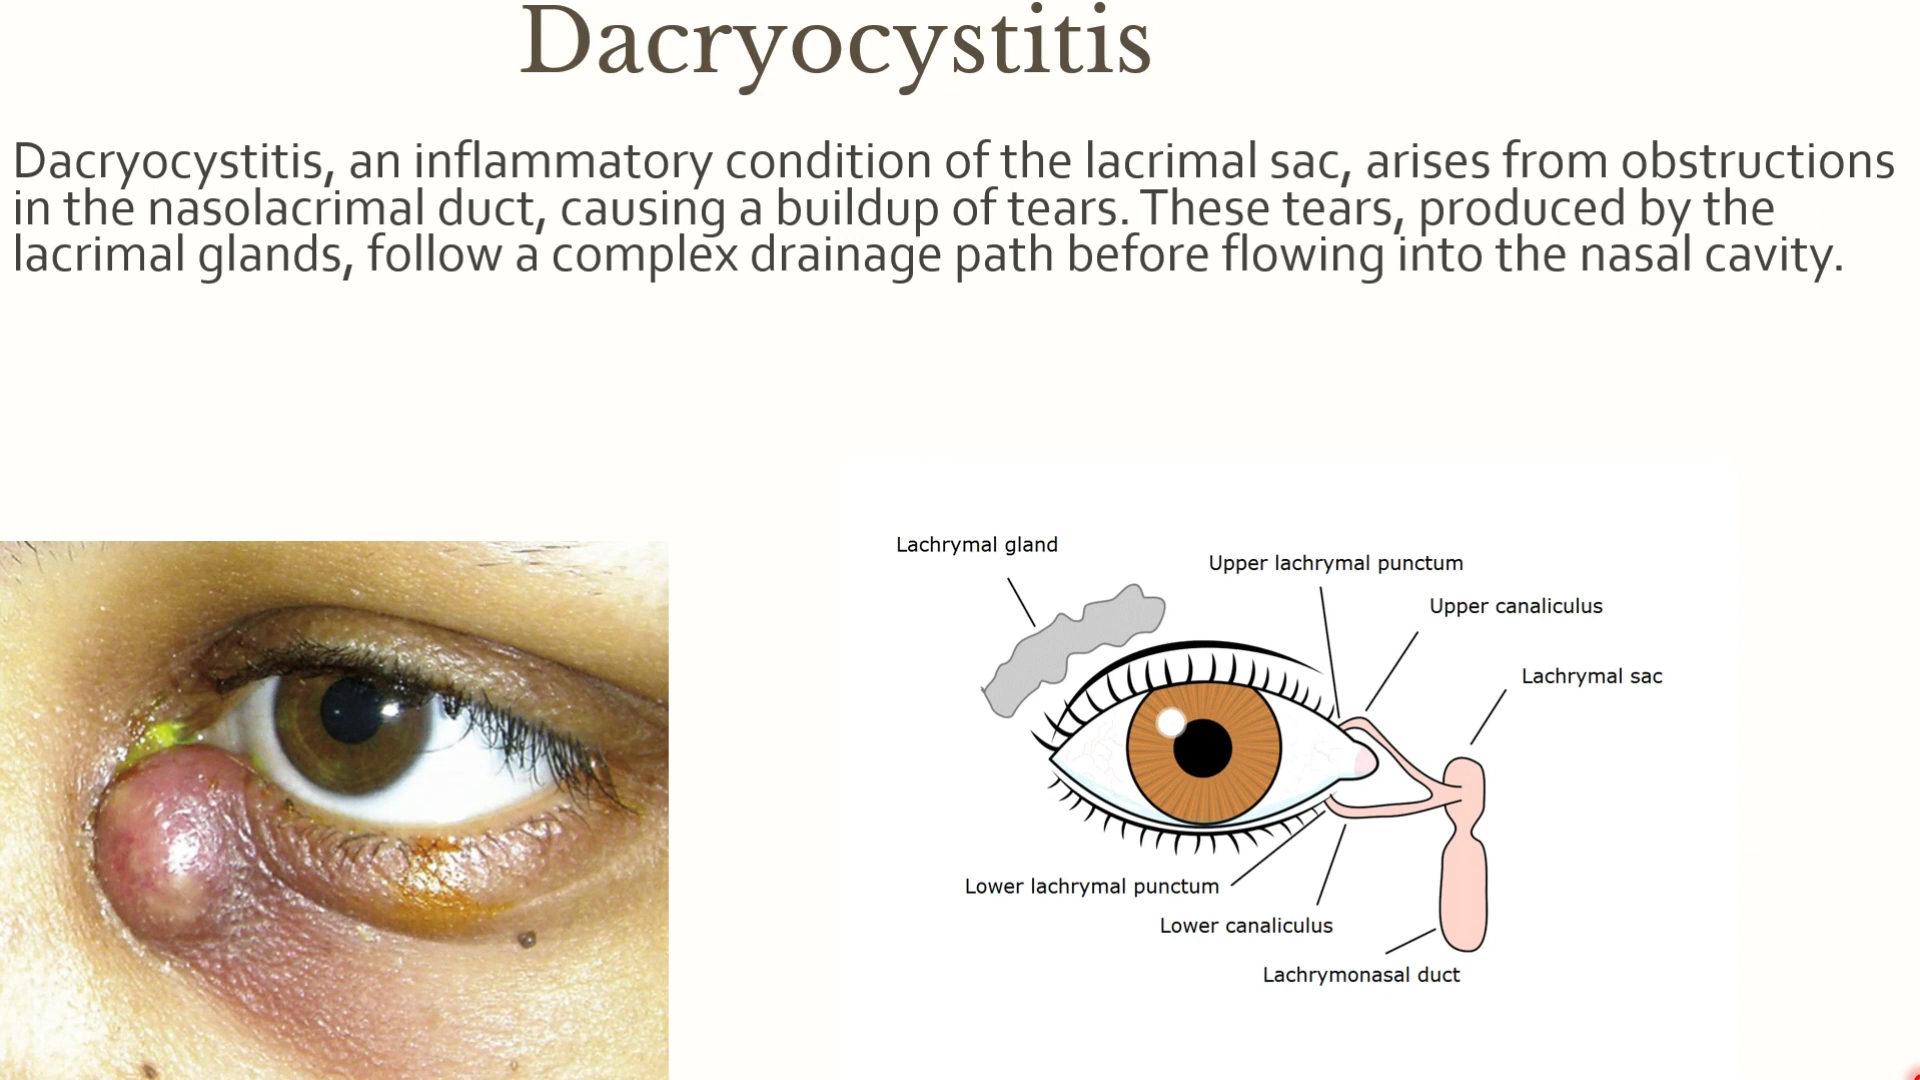 Dacryocystitis
Dacryocystitis, an inflammatory condition of the lacrimal sac, arises from obstructions
in the nasolacrimal duct, causing a buildup of tears. These tears, produced by the
lacrimal glands, follow a complex drainage path before flowing into the nasal cavity.
Lachrymal gland
Upper lachrymal punctum
Upper canaliculus
Lachrymal sac
Lower lachrymal punctum
Lower canaliculus
Lachrymonasal duct